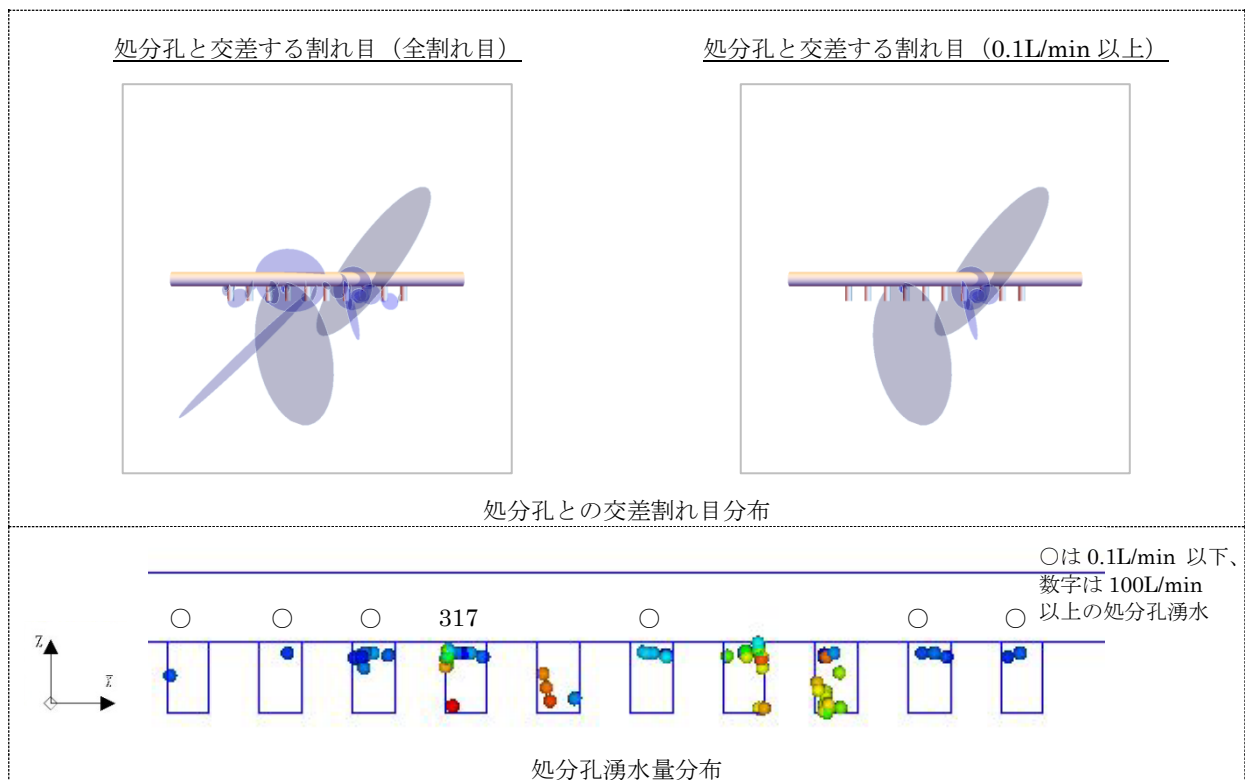 処分孔と交差する割れ目（全割れ目）
処分孔と交差する割れ目（0.1L/min 以上）
処分孔との交差割れ目分布
○は 0.1L/min 以下、
数字は 100L/min
以上の処分孔湧水
○ ○ ○ 317 ○ ○ ○
Z
処分孔湧水量分布